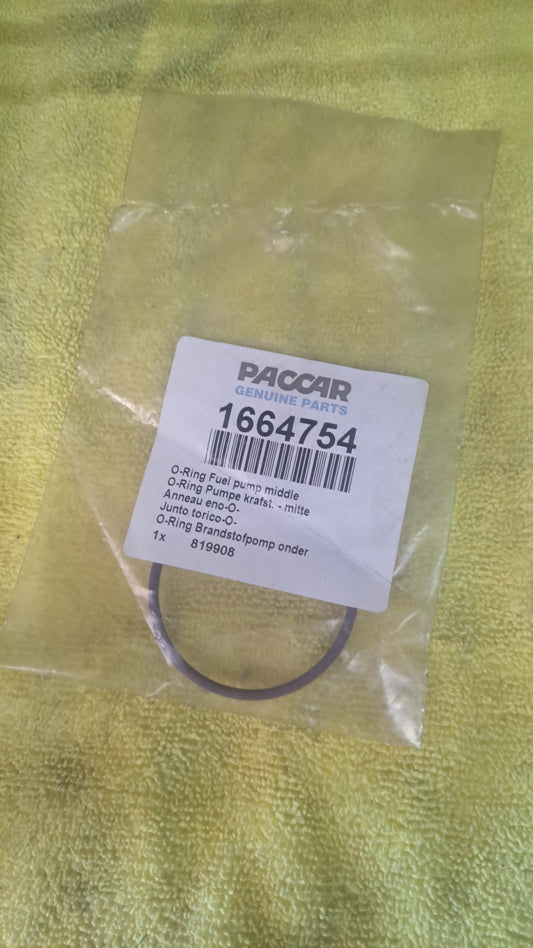 PACCAR
GENUINE PARTS
1664754
O-Ring Fuel pump middle
O-Ring Pumpe krafst. - mitte
Anneau eno-O-
Junto torico-O-
O-Ring Brandstofpomp onder
1x 819908